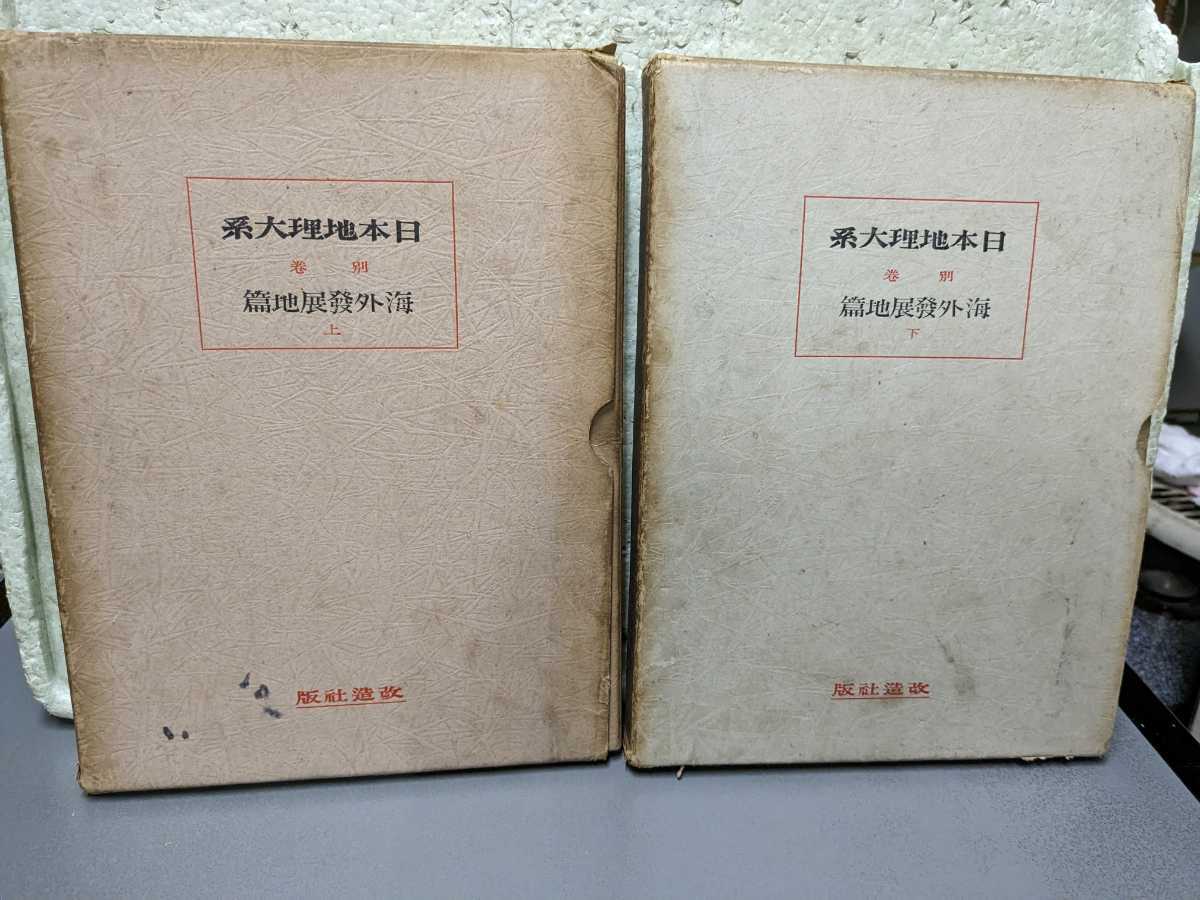 日本地理大系
別卷
海外發展地篇
上
改造社版
日本地理大系
別卷
海外發展地篇
下
改造社版